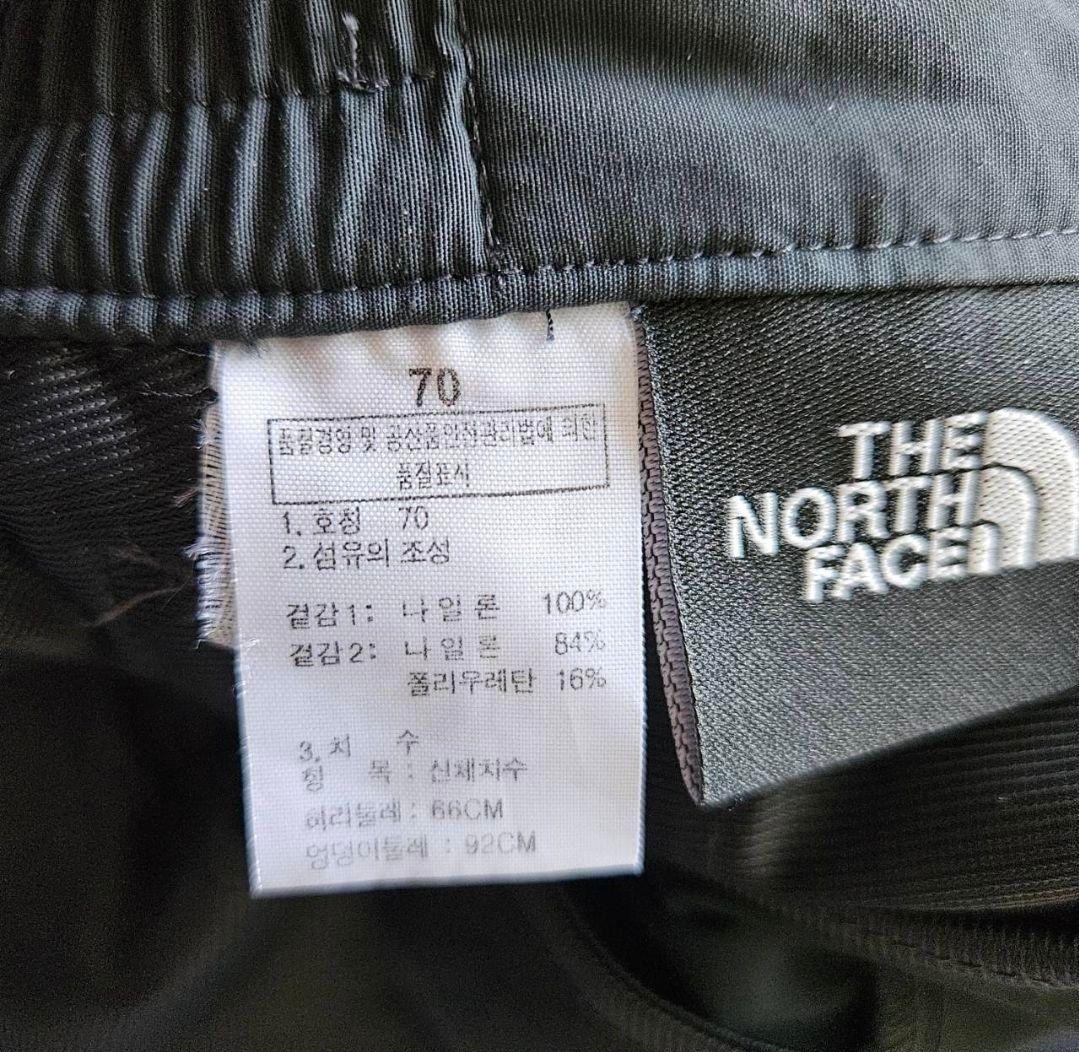 70
품질경영 및 공산품안전관리법에 의한
품질표시
1. 호칭 70
2. 섬유의 조성
겉감1: 나일론 100%
겉감2: 나일론 84%
폴리우레탄 16%
3. 치 수
항 목 : 신체치수
허리둘레 : 66CM
엉덩이둘레 : 92CM
THE
NORTH
FACE